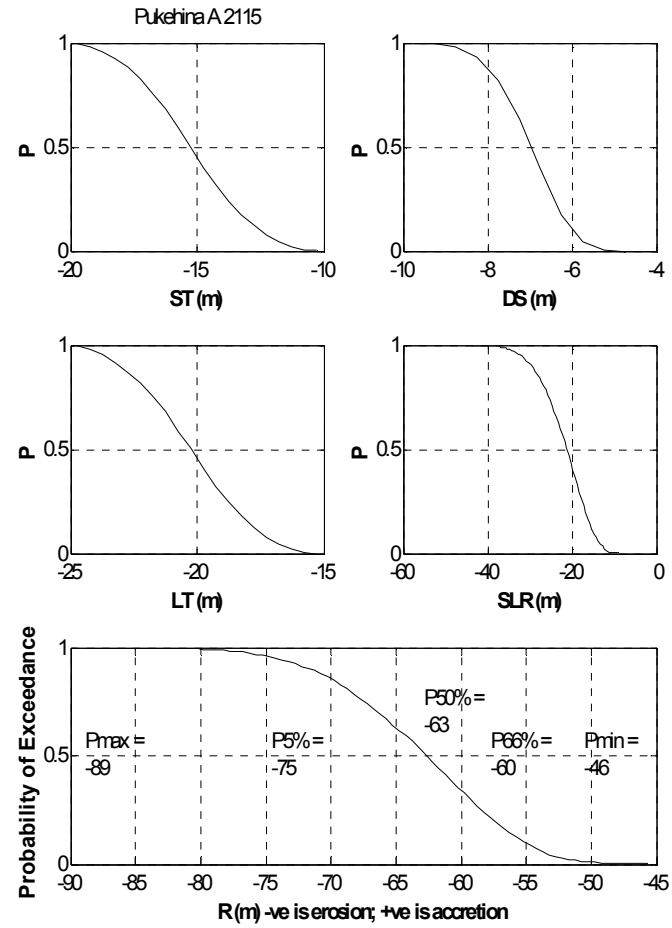 Pukehina A 2115
1
0.5
0
P
-20 -15 -10
ST (m)
1
0.5
0
P
-10 -8 -6 -4
DS (m)
1
0.5
0
P
-25 -20 -15
LT (m)
1
0.5
0
P
-60 -40 -20 0
SLR (m)
Probability of Exceedance
1
0.5
0
Pmax =
-89
P5% =
-75
P50% =
-63
P66% =
-60
Pmin =
-46
-90 -85 -80 -75 -70 -65 -60 -55 -50 -45
R (m) -ve is erosion; +ve is accretion